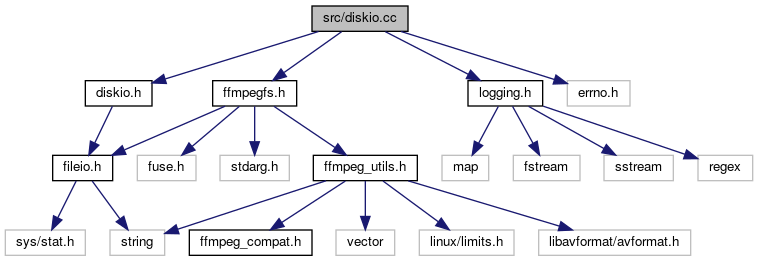 src/diskio.cc
diskio.h
ffmpegfs.h
logging.h
errno.h
fileio.h
fuse.h
stdarg.h
ffmpeg_utils.h
map
fstream
sstream
regex
sys/stat.h
string
ffmpeg_compat.h
vector
linux/limits.h
libavformat/avformat.h